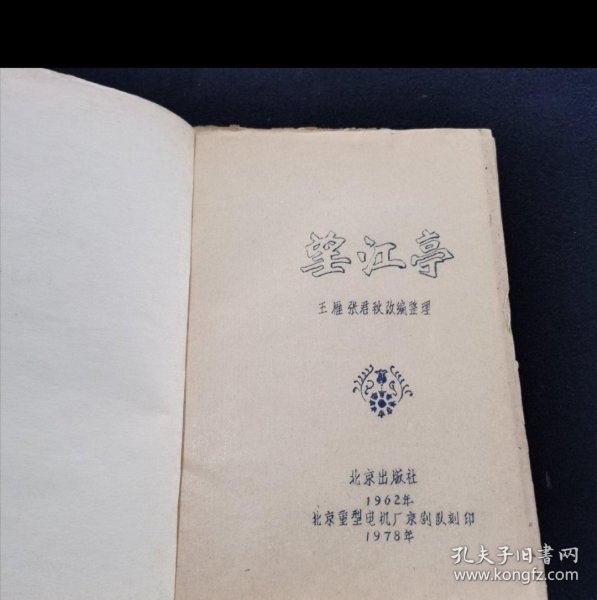 望江亭
王雁 张君秋改编整理
北京出版社
1962年
北京重型电机厂京剧队刻印
1978年
孔夫子旧书网
www.kongfz.com